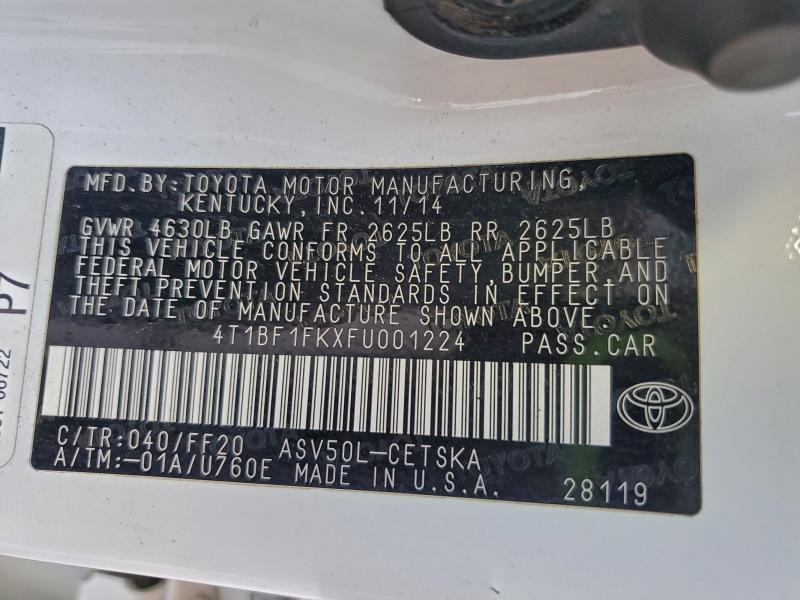 MFD.BY:TOYOTA MOTOR MANUFACTURING,
KENTUCKY, INC. 11/14
GVWR 4630LB GAWR FR 2625LB RR 2625LB
THIS VEHICLE CONFORMS TO ALL APPLICABLE
FEDERAL MOTOR VEHICLE SAFETY, BUMPER, AND
THEFT PREVENTION STANDARDS IN EFFECT ON
THE DATE OF MANUFACTURE SHOWN ABOVE.
4T1BF1FKXFU001224 PASS.CAR
C/TR:040/FF20 ASV50L-CETSKA
A/TM:-01A/U760E MADE IN U.S.A.
28119
P7